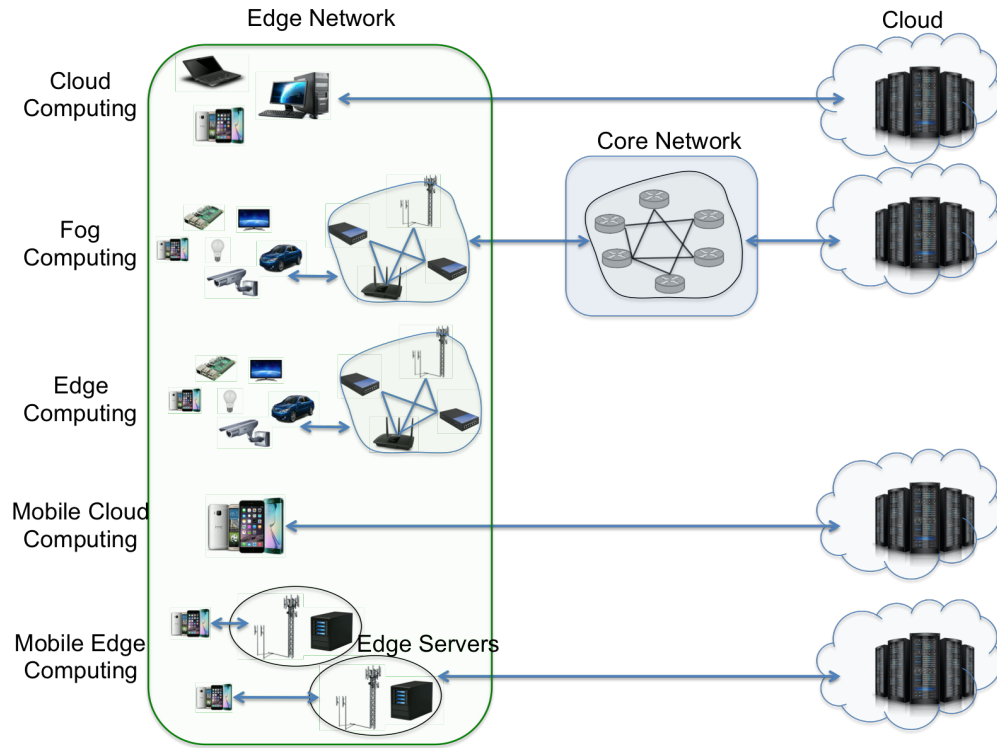 Edge Network
Cloud
Cloud
Computing
Core Network
Fog
Computing
Edge
Computing
Mobile Cloud
Computing
Mobile Edge
Computing
Edge Servers